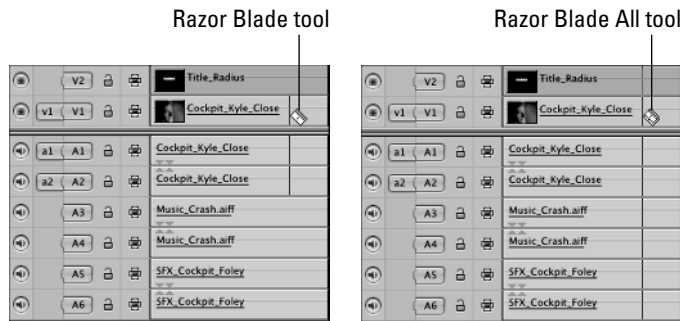 Razor Blade tool
Razor Blade All tool
V2 Title_Radius
v1 V1 Cockpit_Kyle_Close
a1 A1 Cockpit_Kyle_Close
a2 A2 Cockpit_Kyle_Close
A3 Music_Crash.aiff
A4 Music_Crash.aiff
A5 SFX_Cockpit_Foley
A6 SFX_Cockpit_Foley
V2 Title_Radius
v1 V1 Cockpit_Kyle_Close
a1 A1 Cockpit_Kyle_Close
a2 A2 Cockpit_Kyle_Close
A3 Music_Crash.aiff
A4 Music_Crash.aiff
A5 SFX_Cockpit_Foley
A6 SFX_Cockpit_Foley